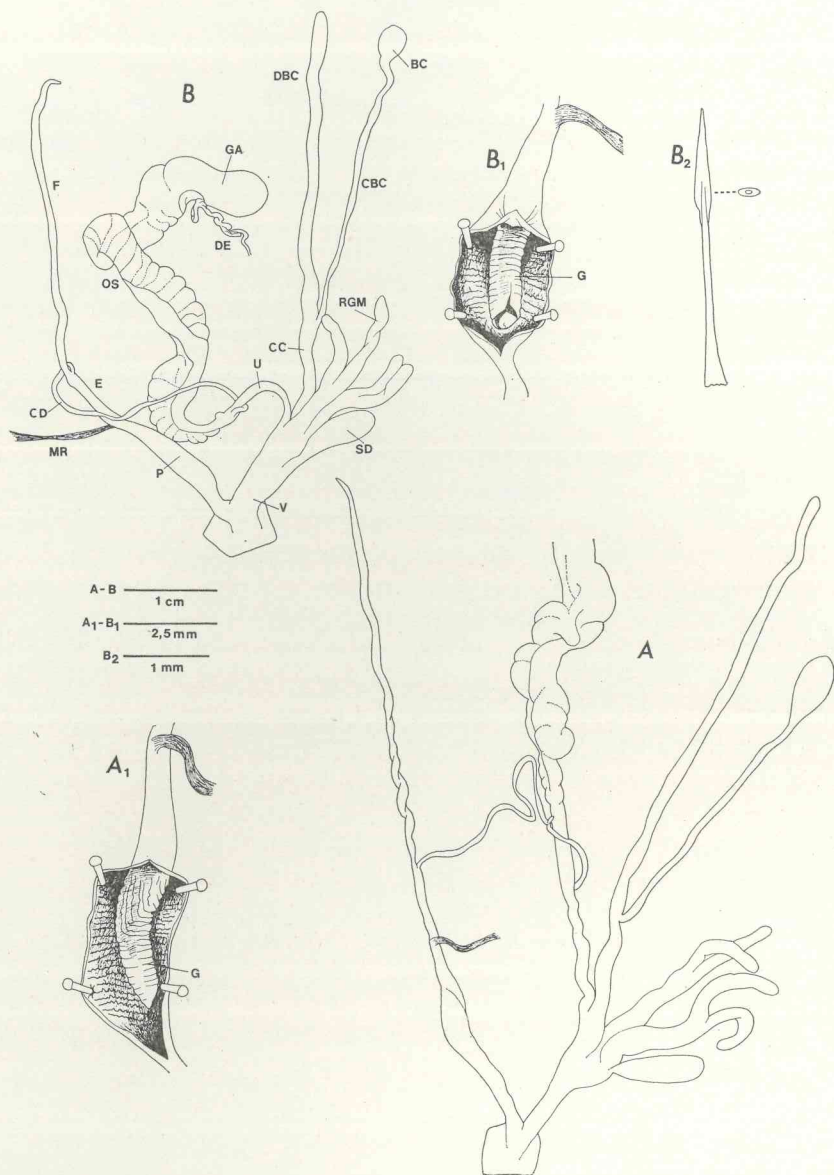 B
DBC
BC
F
GA
CBC
DE
OS
RGM
CC
U
E
CD
MR
P
SD
V
B₁
G
B₂
A-B
1 cm
A₁-B₁
2,5 mm
B₂
1 mm
A₁
G
A